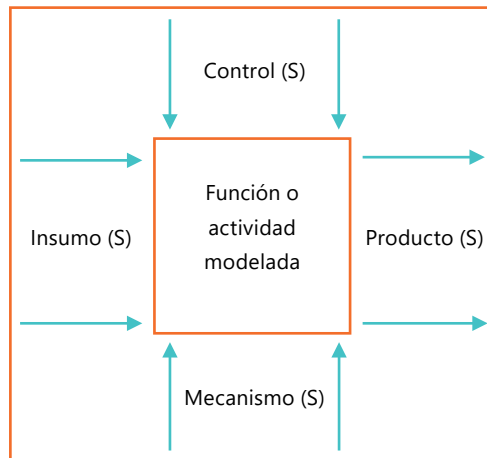 Control (S)
Función o
actividad
modelada
Insumo (S)
Producto (S)
Mecanismo (S)